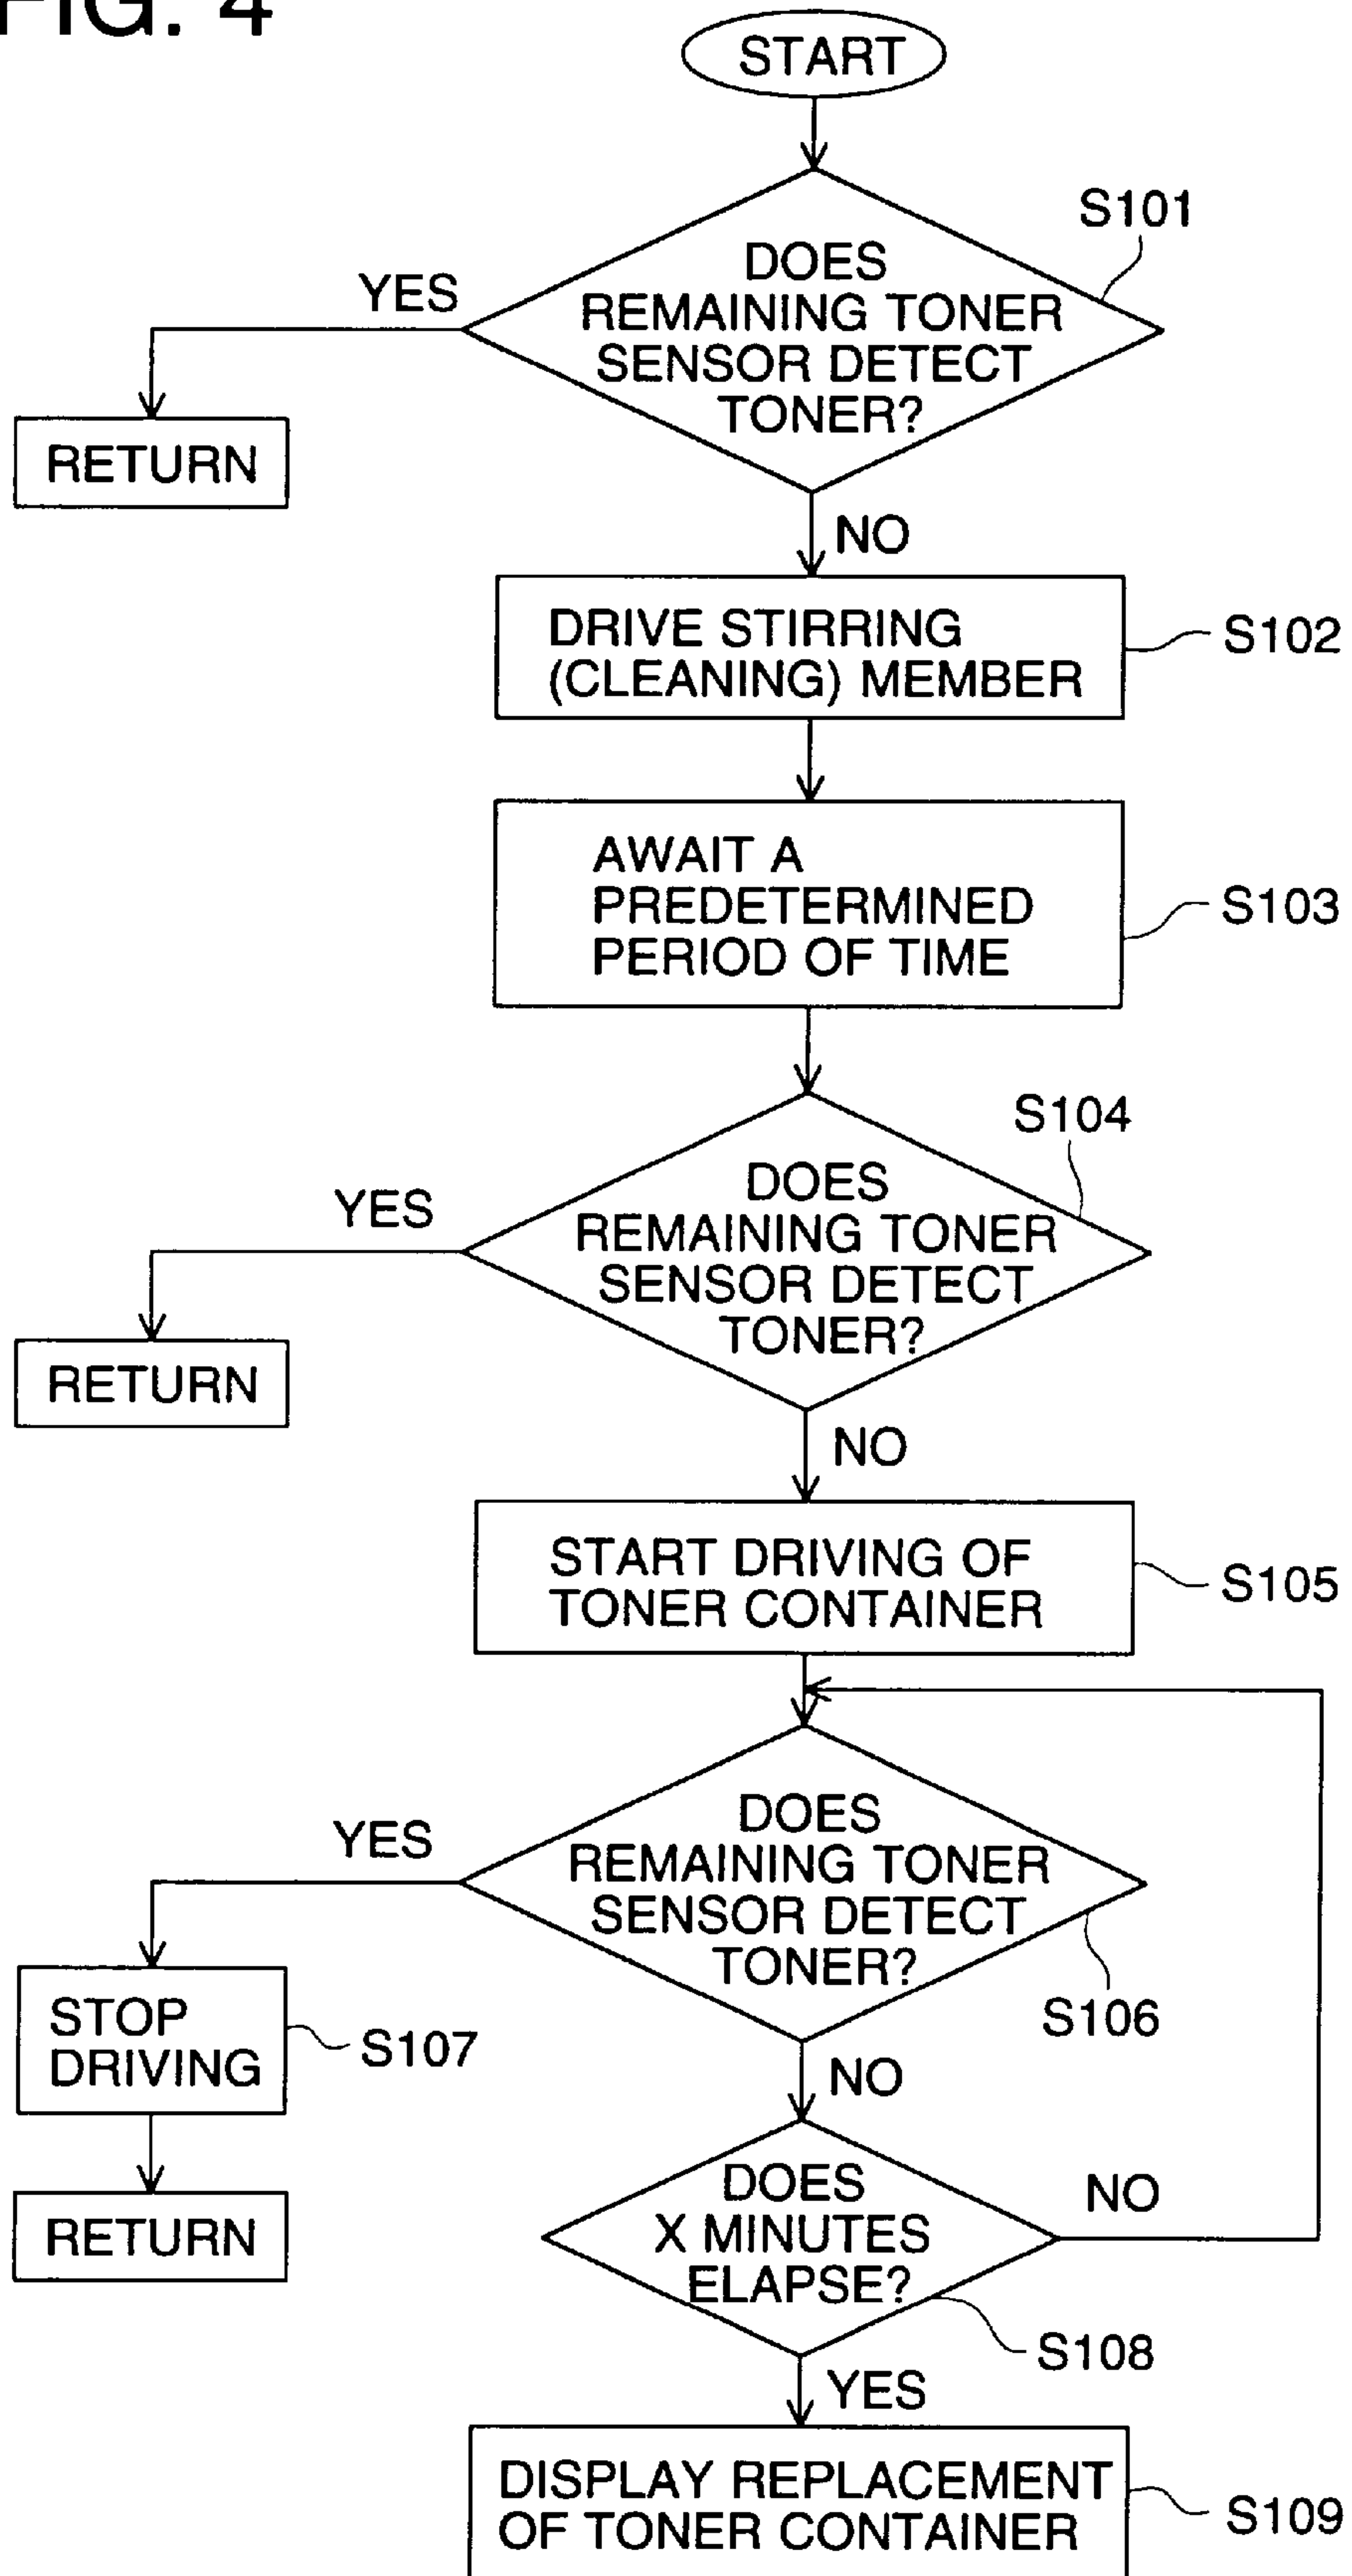 FIG. 4
START
S101
DOES
REMAINING TONER
SENSOR DETECT
TONER?
YES
RETURN
NO
DRIVE STIRRING
(CLEANING) MEMBER
S102
AWAIT A
PREDETERMINED
PERIOD OF TIME
S103
S104
DOES
REMAINING TONER
SENSOR DETECT
TONER?
YES
RETURN
NO
START DRIVING OF
TONER CONTAINER
S105
DOES
REMAINING TONER
SENSOR DETECT
TONER?
YES
S106
STOP
DRIVING
S107
RETURN
NO
DOES
X MINUTES
ELAPSE?
NO
S108
YES
DISPLAY REPLACEMENT
OF TONER CONTAINER
S109